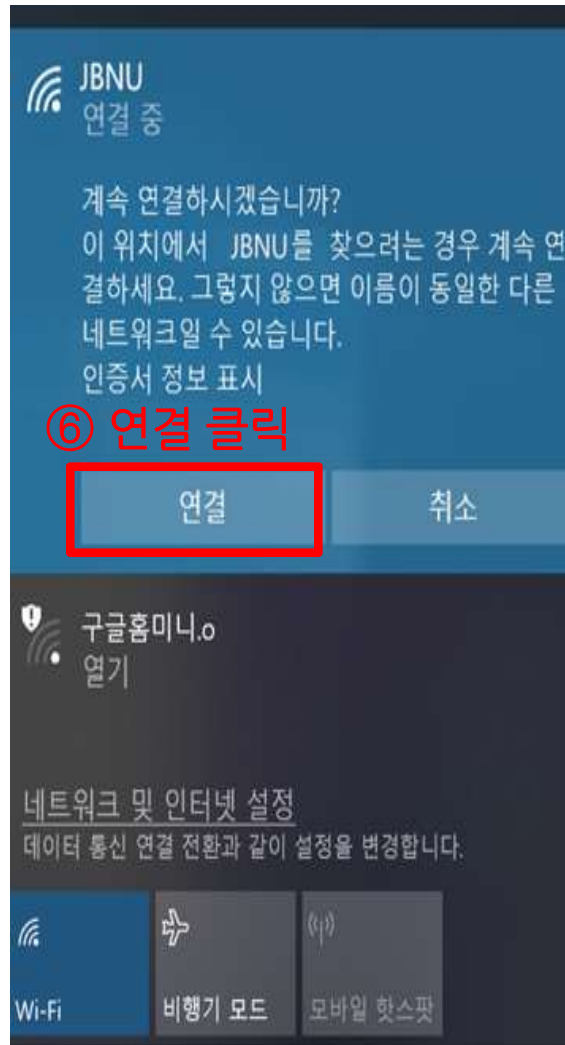 JBNU
연결 중
계속 연결하시겠습니까?
이 위치에서 JBNU를 찾으려는 경우 계속 연
결하세요. 그렇지 않으면 이름이 동일한 다른
네트워크일 수 있습니다.
인증서 정보 표시
⑥ 연결 클릭
연결 취소
구글홈미니.o
열기
네트워크 및 인터넷 설정
데이터 통신 연결 전환과 같이 설정을 변경합니다.
Wi-Fi 비행기 모드 모바일 핫스팟